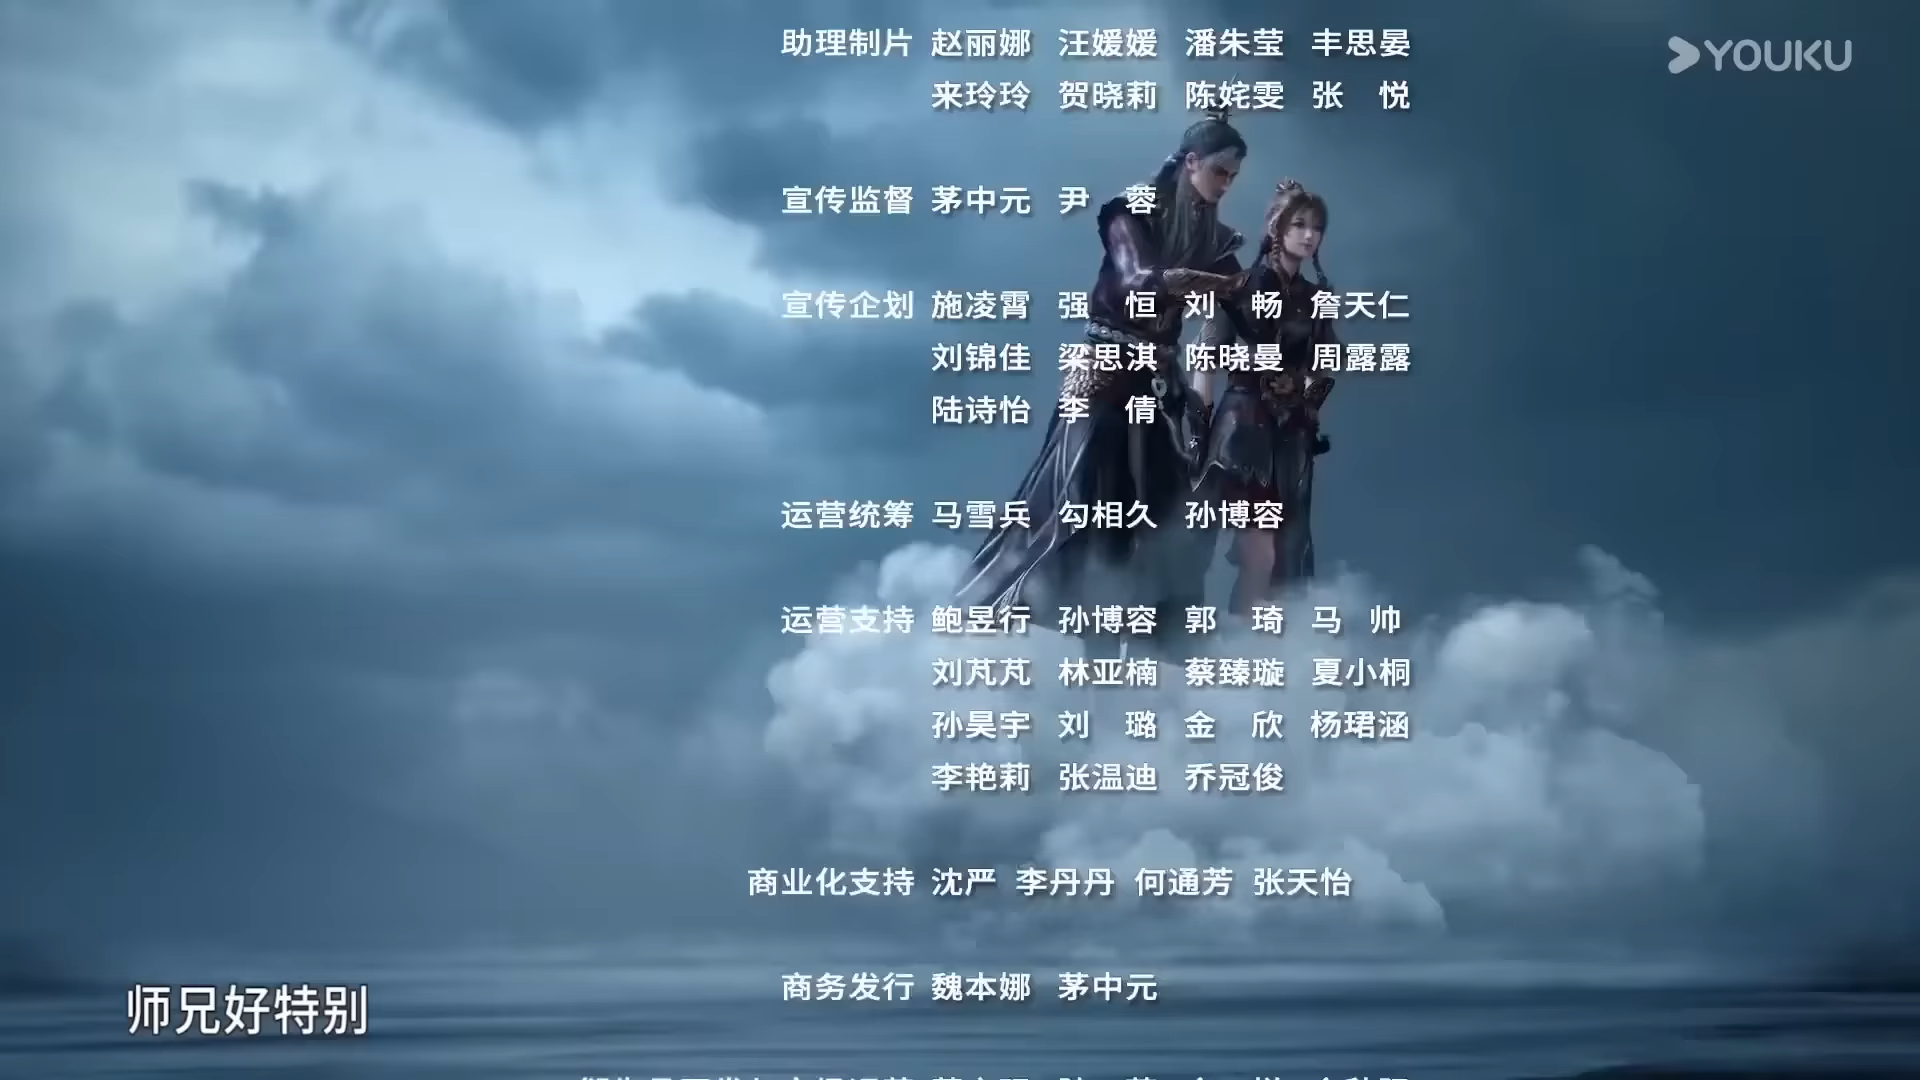 助理制片 赵丽娜 汪媛媛 潘朱莹 丰思晏
YOUKU
来玲玲 贺晓莉 陈姹雯 张 悦
宣传监督 茅中元 尹 蓉
宣传企划 施凌霄 强 恒 刘 畅 詹天仁
刘锦佳 梁思淇 陈晓曼 周露露
陆诗怡 李 倩
运营统筹 马雪兵 勾相久 孙博容
运营支持 鲍昱行 孙博容 郭 琦 马 帅
刘芃芃 林亚楠 蔡臻璇 夏小桐
孙昊宇 刘 璐 金 欣 杨珺涵
李艳莉 张温迪 乔冠俊
商业化支持 沈严 李丹丹 何通芳 张天怡
商务发行 魏本娜 茅中元
师兄好特别